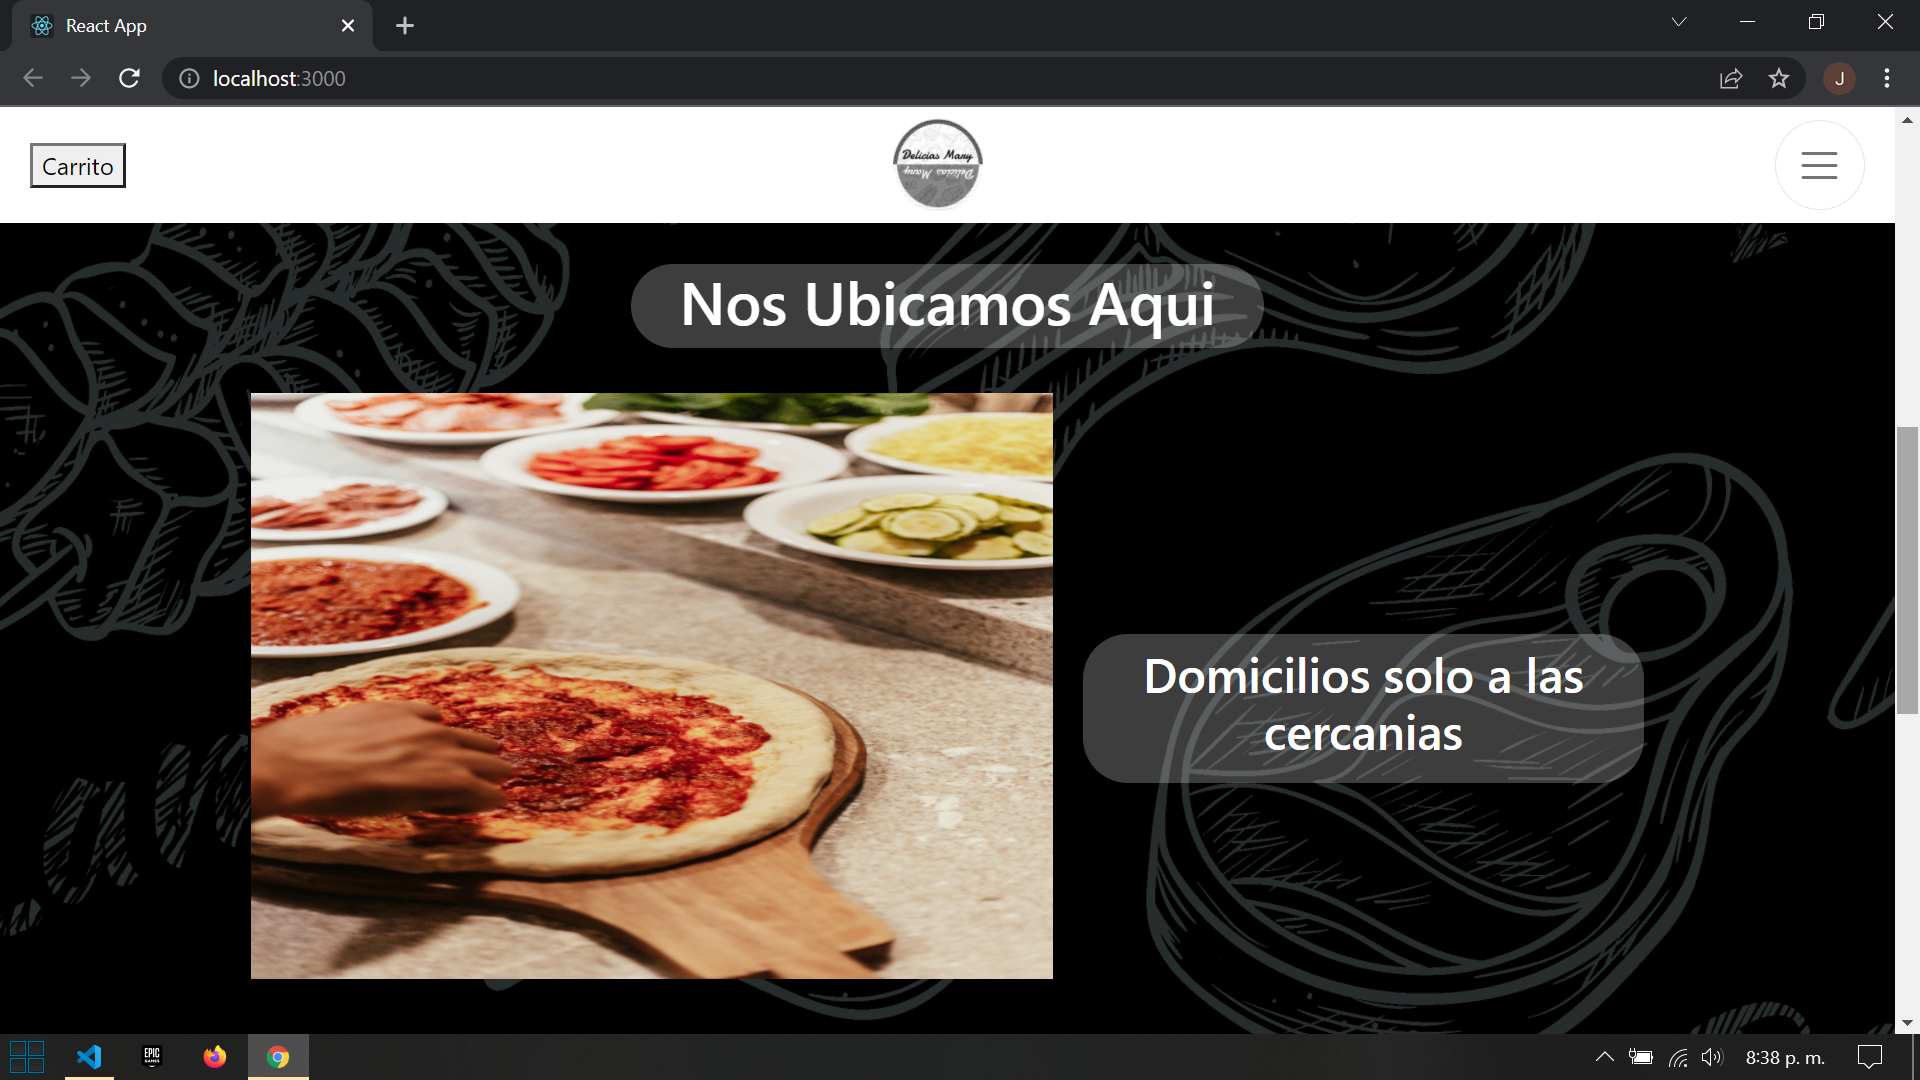 React App
localhost:3000
J
Carrito
Delicias Mary
Delicias Mary
Nos Ubicamos Aqui
Domicilios solo a las
cercanias
EPIC
GAMES
8:38 p. m.